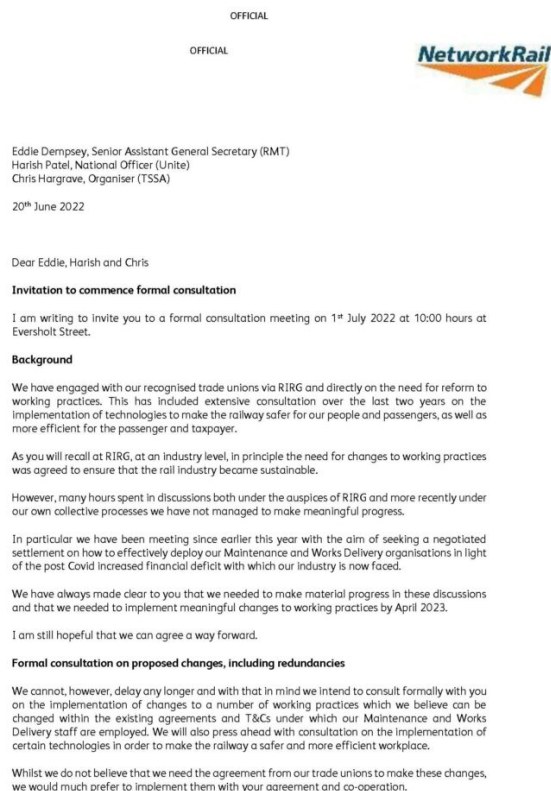 OFFICIAL
OFFICIAL
NetworkRail
Eddie Dempsey, Senior Assistant General Secretary (RMT)
Harish Patel, National Officer (Unite)
Chris Hargrave, Organiser (TSSA)
20th June 2022
Dear Eddie, Harish and Chris
Invitation to commence formal consultation
I am writing to invite you to a formal consultation meeting on 1st July 2022 at 10:00 hours at
Eversholt Street.
Background
We have engaged with our recognised trade unions via RIRG and directly on the need for reform to
working practices. This has included extensive consultation over the last two years on the
implementation of technologies to make the railway safer for our people and passengers, as well as
more efficient for the passenger and taxpayer.
As you will recall at RIRG, at an industry level, in principle the need for changes to working practices
was agreed to ensure that the rail industry became sustainable.
However, many hours spent in discussions both under the auspices of RIRG and more recently under
our own collective processes we have not managed to make meaningful progress.
In particular we have been meeting since earlier this year with the aim of seeking a negotiated
settlement on how to effectively deploy our Maintenance and Works Delivery organisations in light
of the post Covid increased financial deficit with which our industry is now faced.
We have always made clear to you that we needed to make material progress in these discussions
and that we needed to implement meaningful changes to working practices by April 2023.
I am still hopeful that we can agree a way forward.
Formal consultation on proposed changes, including redundancies
We cannot, however, delay any longer and with that in mind we intend to consult formally with you
on the implementation of changes to a number of working practices which we believe can be
changed within the existing agreements and T&Cs under which our Maintenance and Works
Delivery staff are employed. We will also press ahead with consultation on the implementation of
certain technologies in order to make the railway a safer and more efficient workplace.
Whilst we do not believe that we need the agreement from our trade unions to make these changes,
we would much prefer to implement them with your agreement and co-operation.